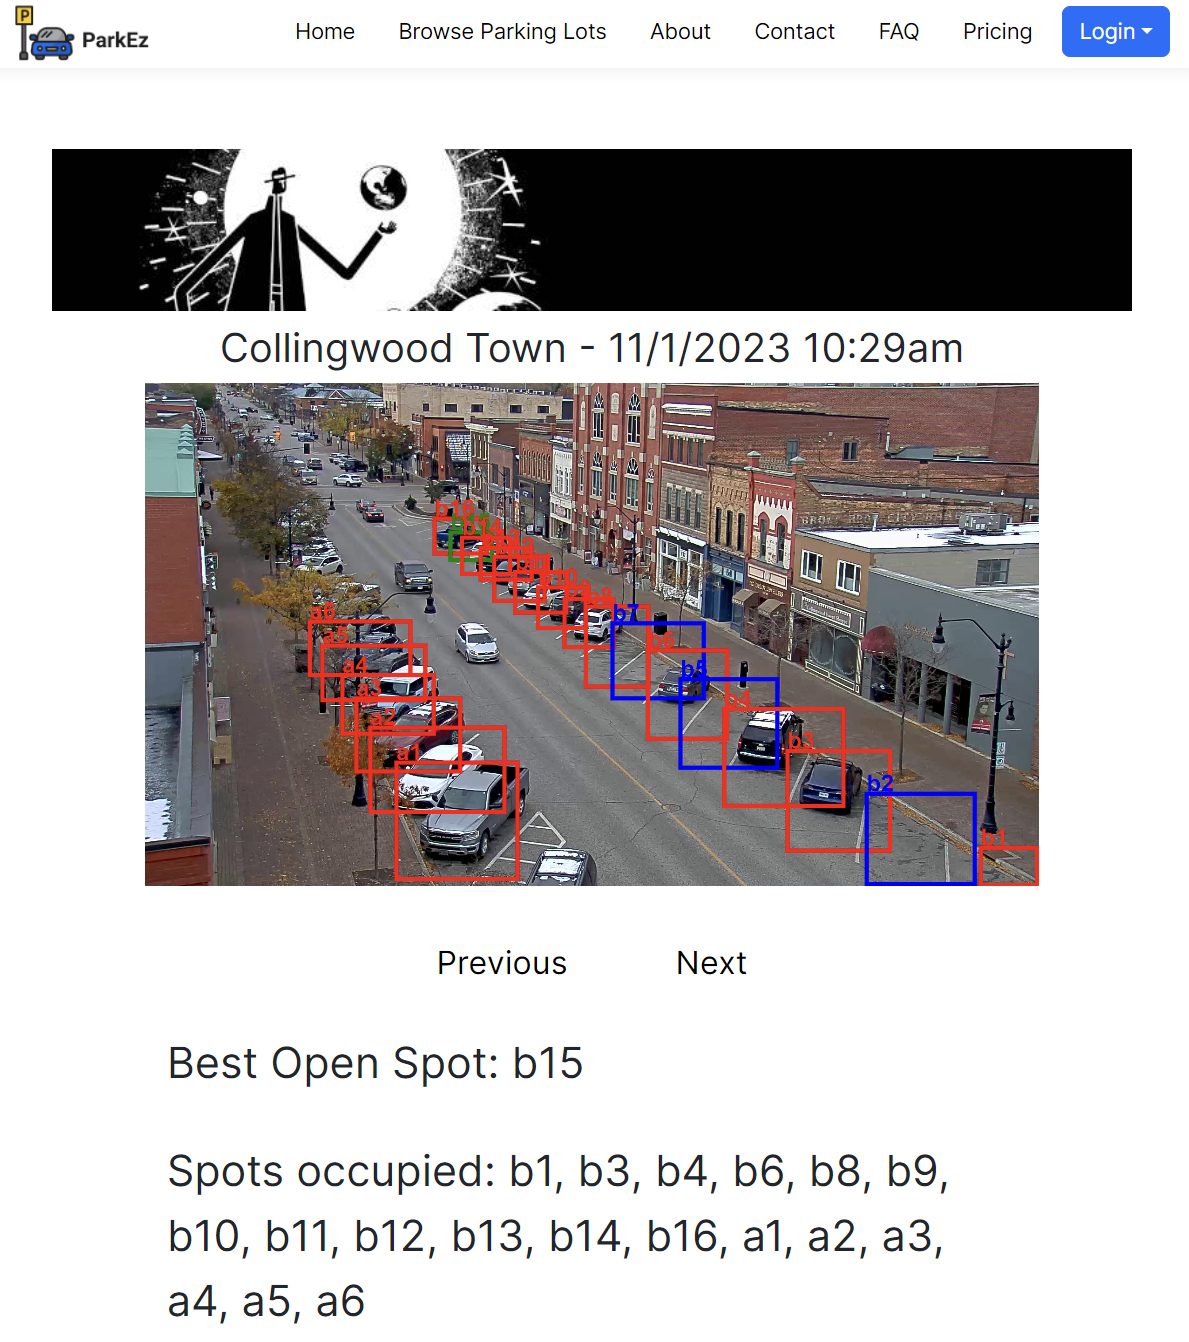 ParkEz
Home Browse Parking Lots About Contact FAQ Pricing Login
Collingwood Town - 11/1/2023 10:29am
b16
b14
b8
b7
b6
b5
b4
b3
b2
b1
a6
a5
a4
a3
a2
a1
Previous Next
Best Open Spot: b15
Spots occupied: b1, b3, b4, b6, b8, b9,
b10, b11, b12, b13, b14, b16, a1, a2, a3,
a4, a5, a6